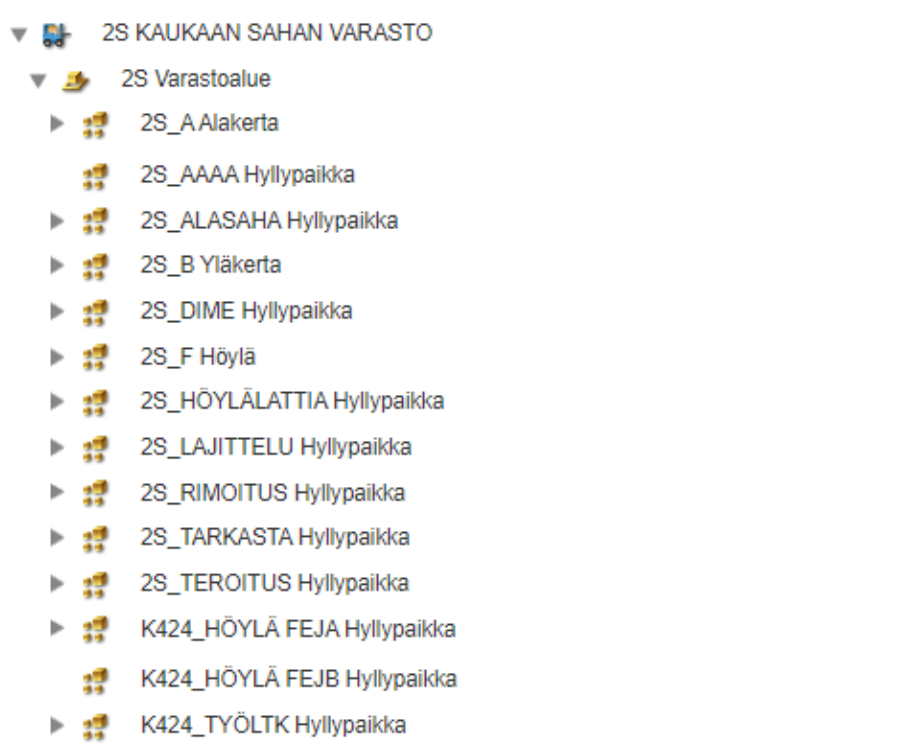 2S KAUKAAN SAHAN VARASTO
2S Varastoalue
2S_A Alakerta
2S_AAAA Hyllypaikka
2S_ALASAHA Hyllypaikka
2S_B Yläkerta
2S_DIME Hyllypaikka
2S_F Höylä
2S_HÖYLÄLATTIA Hyllypaikka
2S_LAJITTELU Hyllypaikka
2S_RIMOITUS Hyllypaikka
2S_TARKASTA Hyllypaikka
2S_TEROITUS Hyllypaikka
K424_HÖYLÄ FEJA Hyllypaikka
K424_HÖYLÄ FEJB Hyllypaikka
K424_TYÖLTK Hyllypaikka